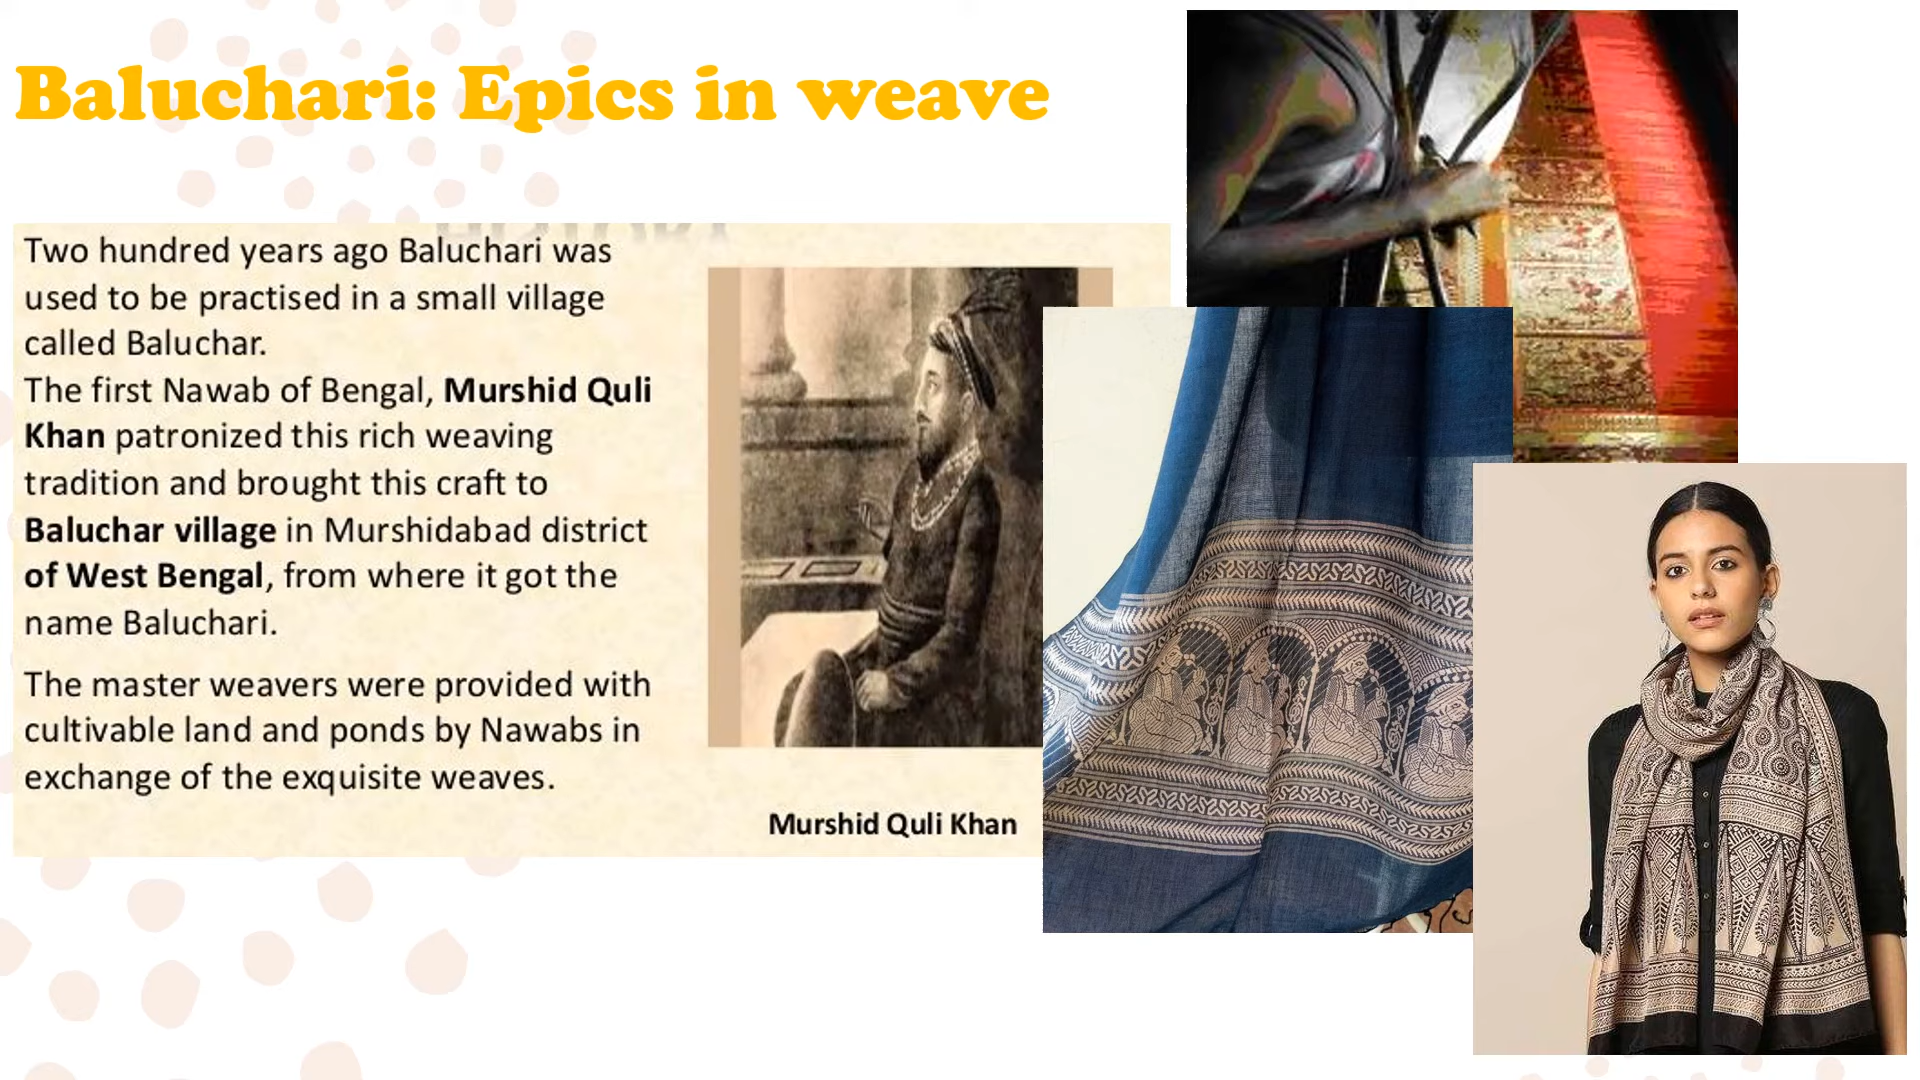 Baluchari: Epics in weave
Two hundred years ago Baluchari was
used to be practised in a small village
called Baluchar.
The first Nawab of Bengal, Murshid Quli
Khan patronized this rich weaving
tradition and brought this craft to
Baluchar village in Murshidabad district
of West Bengal, from where it got the
name Baluchari.
The master weavers were provided with
cultivable land and ponds by Nawabs in
exchange of the exquisite weaves.
Murshid Quli Khan